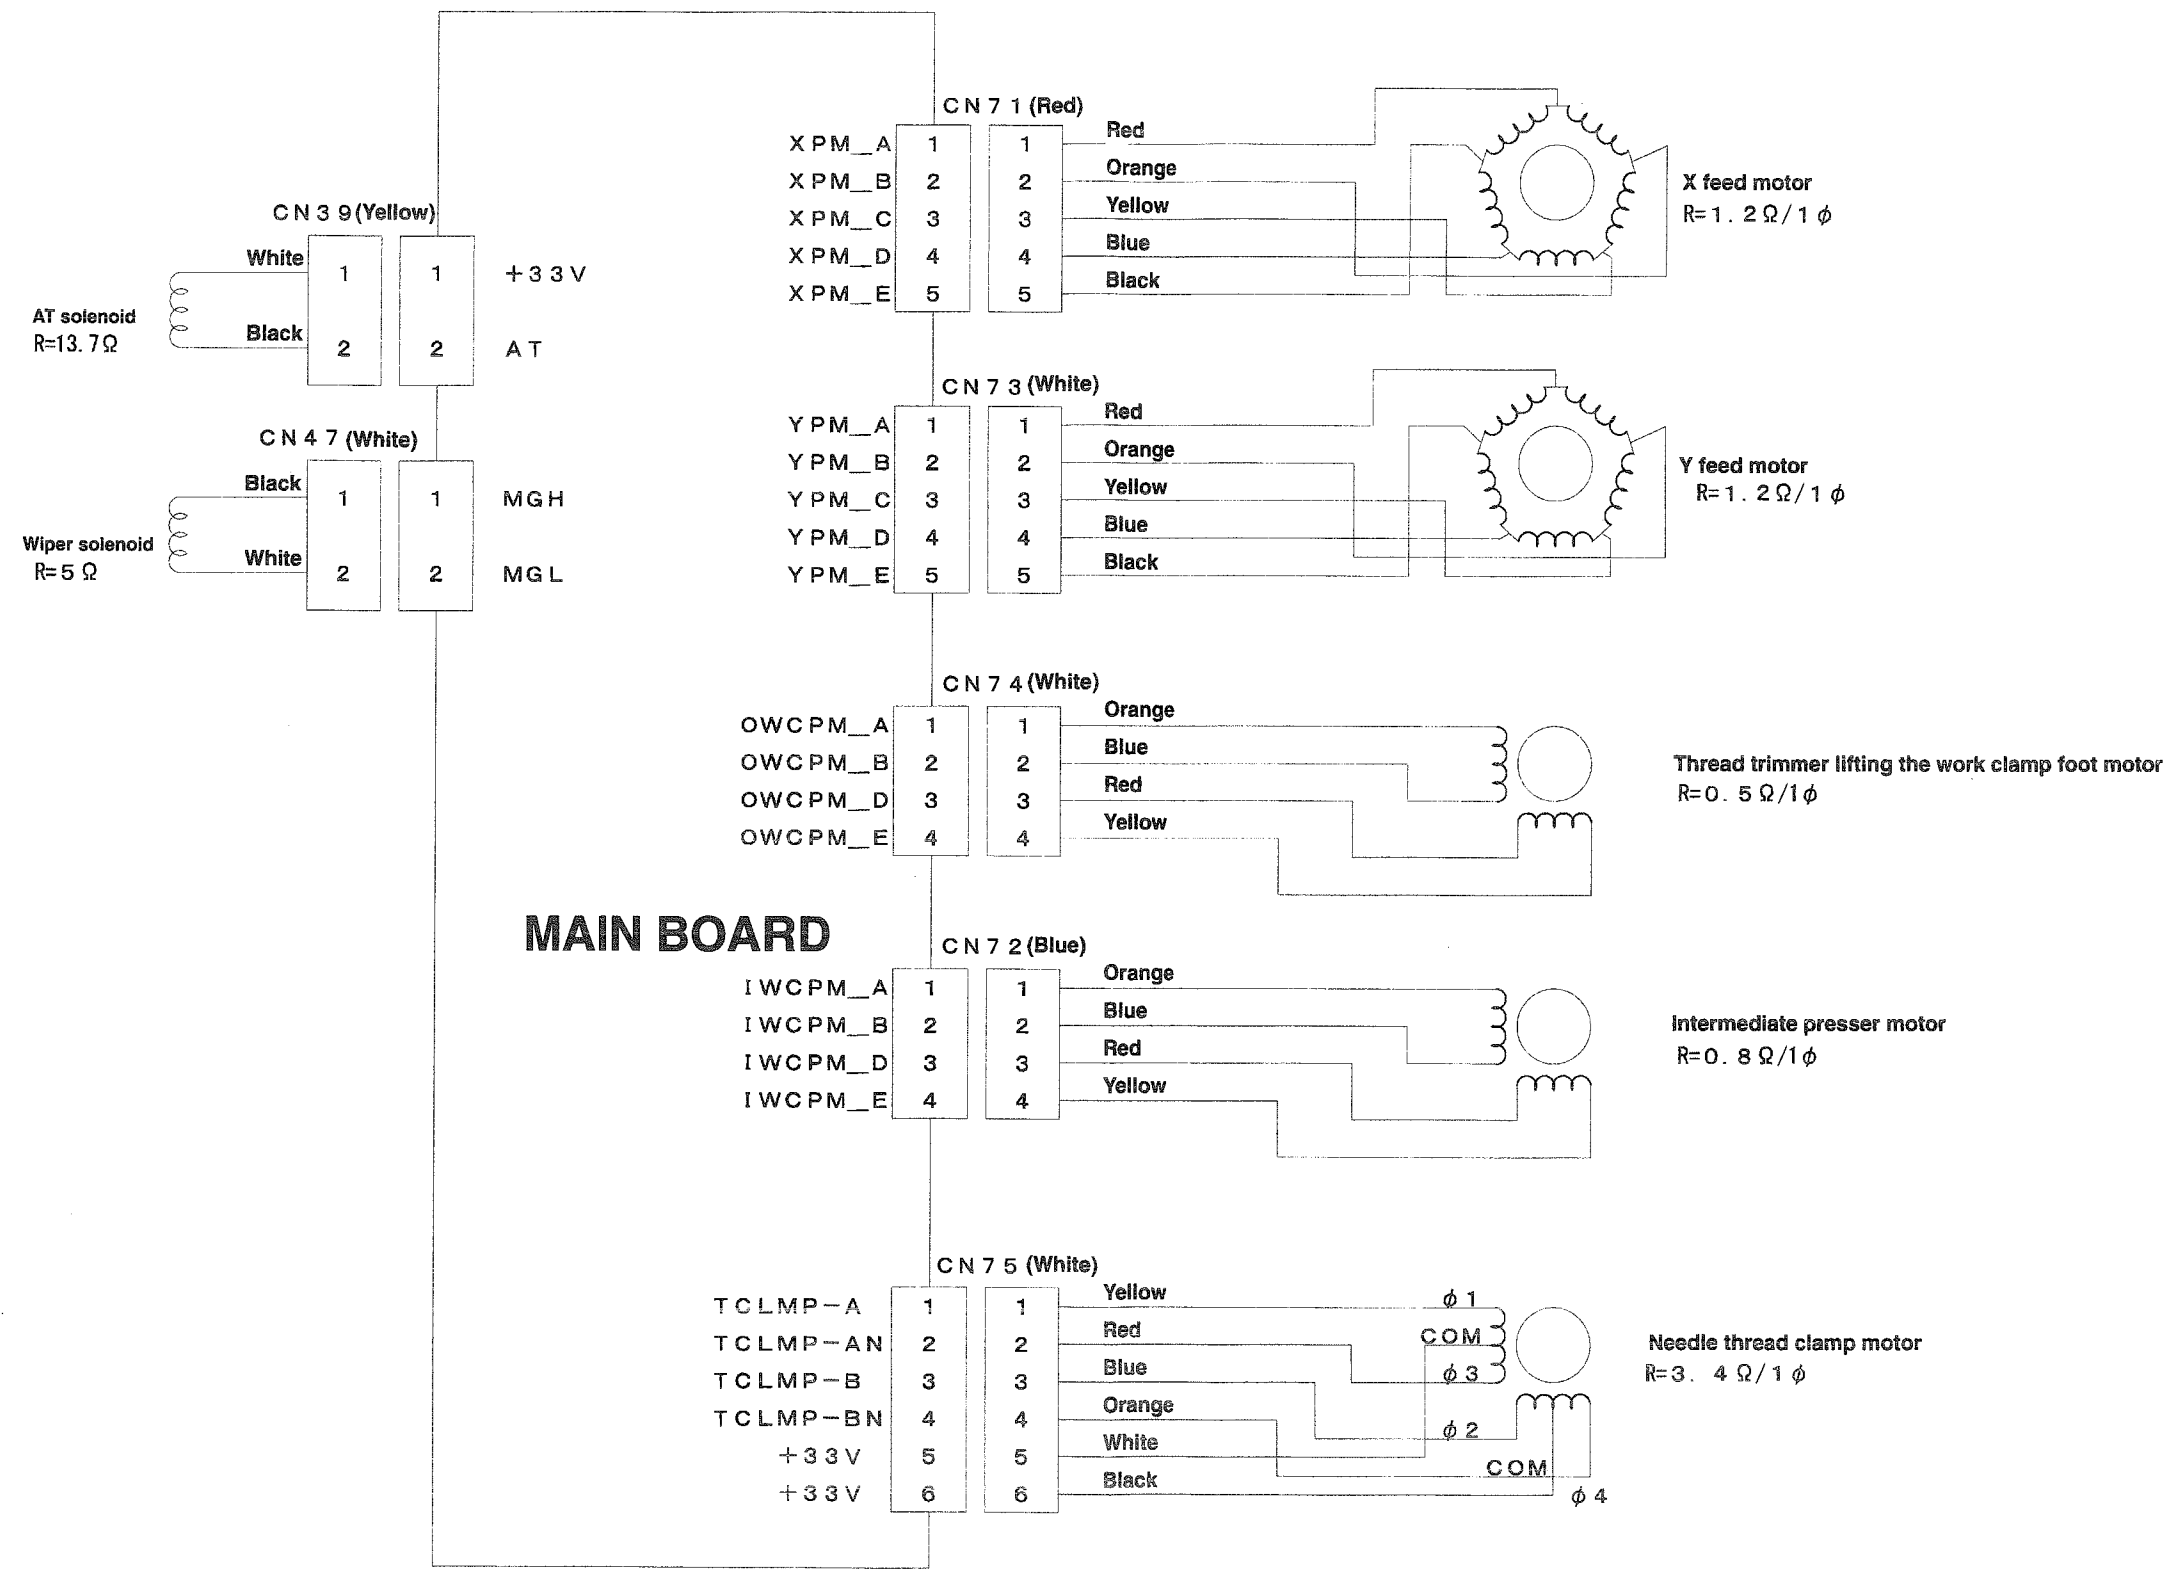 CN39(Yellow)
White 1 1 +33V
AT solenoid
R=13.7Ω
Black 2 2 AT
CN47(White)
Black 1 1 MGH
Wiper solenoid
R=5Ω
White 2 2 MGL
MAIN BOARD
CN71(Red)
XPM_A 1 1 Red
XPM_B 2 2 Orange
XPM_C 3 3 Yellow
XPM_D 4 4 Blue
XPM_E 5 5 Black
X feed motor
R=1.2Ω/1φ
CN73(White)
YPM_A 1 1 Red
YPM_B 2 2 Orange
YPM_C 3 3 Yellow
YPM_D 4 4 Blue
YPM_E 5 5 Black
Y feed motor
R=1.2Ω/1φ
CN74(White)
OWCPM_A 1 1 Orange
OWCPM_B 2 2 Blue
OWCPM_D 3 3 Red
OWCPM_E 4 4 Yellow
Thread trimmer lifting the work clamp foot motor
R=0.5Ω/1φ
CN72(Blue)
IWCPM_A 1 1 Orange
IWCPM_B 2 2 Blue
IWCPM_D 3 3 Red
IWCPM_E 4 4 Yellow
Intermediate presser motor
R=0.8Ω/1φ
CN75(White)
TCLMP-A 1 1 Yellow φ1
TCLMP-AN 2 2 Red COM
TCLMP-B 3 3 Blue φ3
TCLMP-BN 4 4 Orange φ2
+33V 5 5 White COM
+33V 6 6 Black φ4
Needle thread clamp motor
R=3.4Ω/1φ